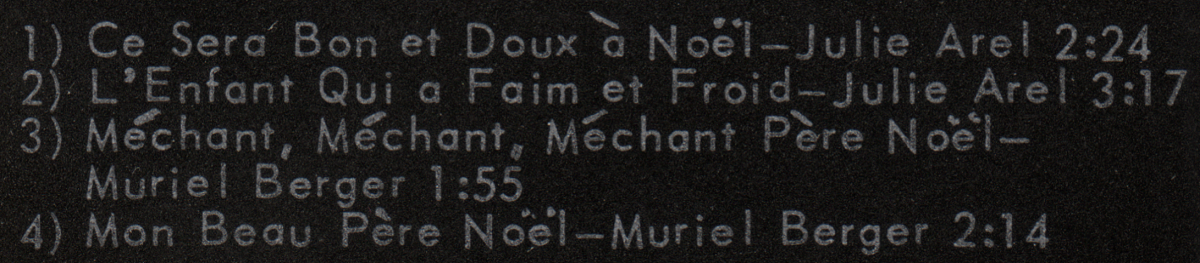 1) Ce Sera Bon et Doux à Noël–Julie Arel 2:24
2) L'Enfant Qui a Faim et Froid–Julie Arel 3:17
3) Méchant, Méchant, Méchant Père Noël–
Muriel Berger 1:55
4) Mon Beau Père Noël–Muriel Berger 2:14